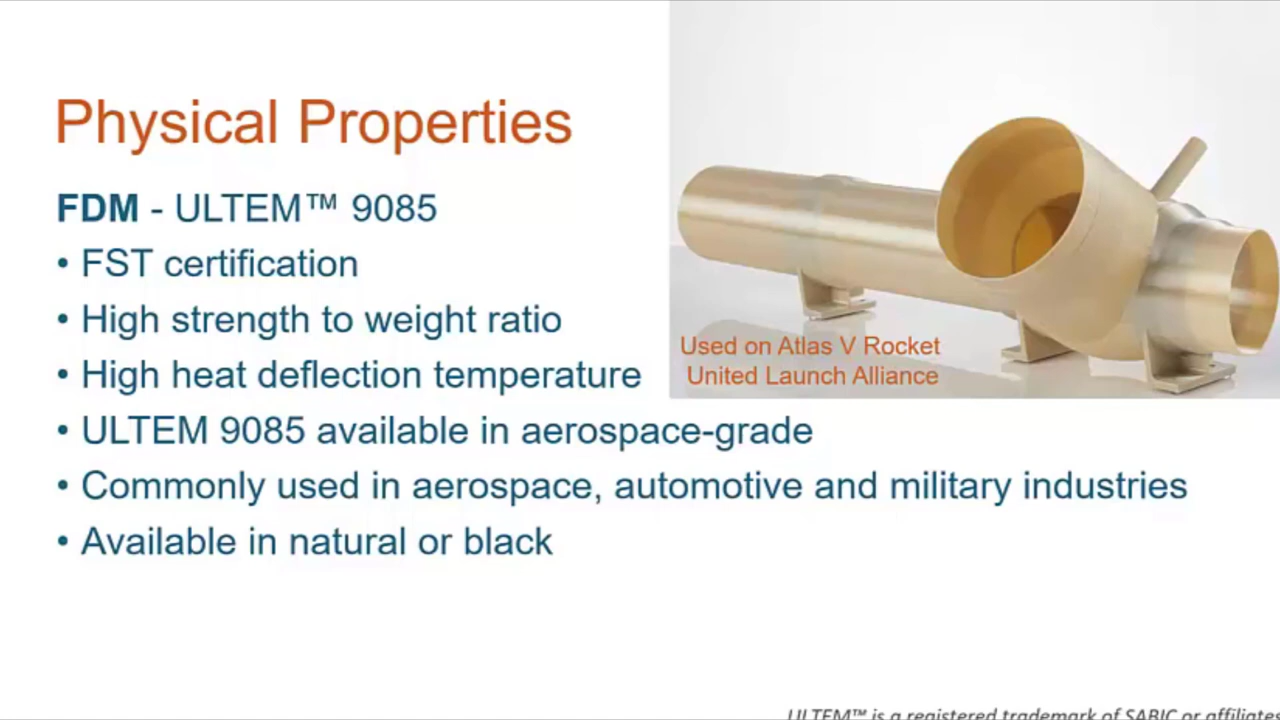 Physical Properties
FDM - ULTEM™ 9085
• FST certification
• High strength to weight ratio
• High heat deflection temperature
• ULTEM 9085 available in aerospace-grade
• Commonly used in aerospace, automotive and military industries
• Available in natural or black
Used on Atlas V Rocket
United Launch Alliance
ULTEM™ is a registered trademark of SABIC or affiliates